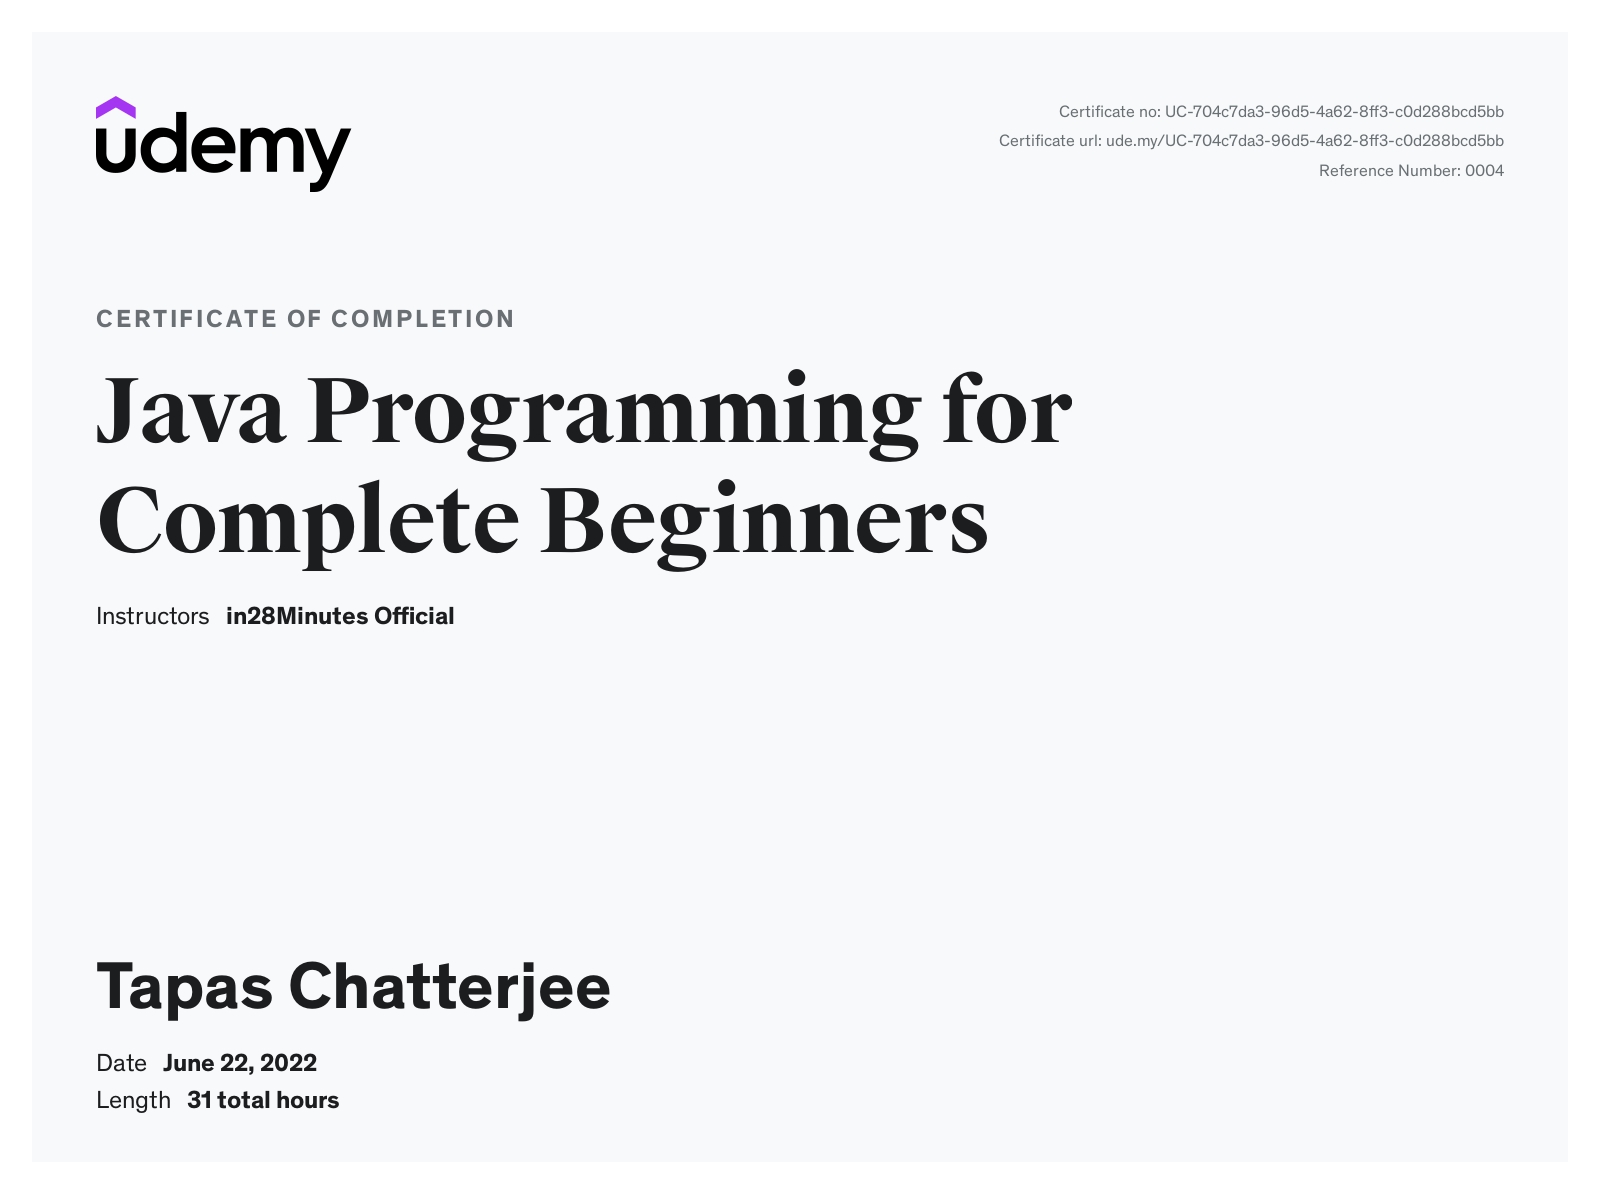 udemy
Certificate no: UC-704c7da3-96d5-4a62-8ff3-c0d288bcd5bb
Certificate url: ude.my/UC-704c7da3-96d5-4a62-8ff3-c0d288bcd5bb
Reference Number: 0004
CERTIFICATE OF COMPLETION
Java Programming for
Complete Beginners
Instructors in28Minutes Official
Tapas Chatterjee
Date June 22, 2022
Length 31 total hours